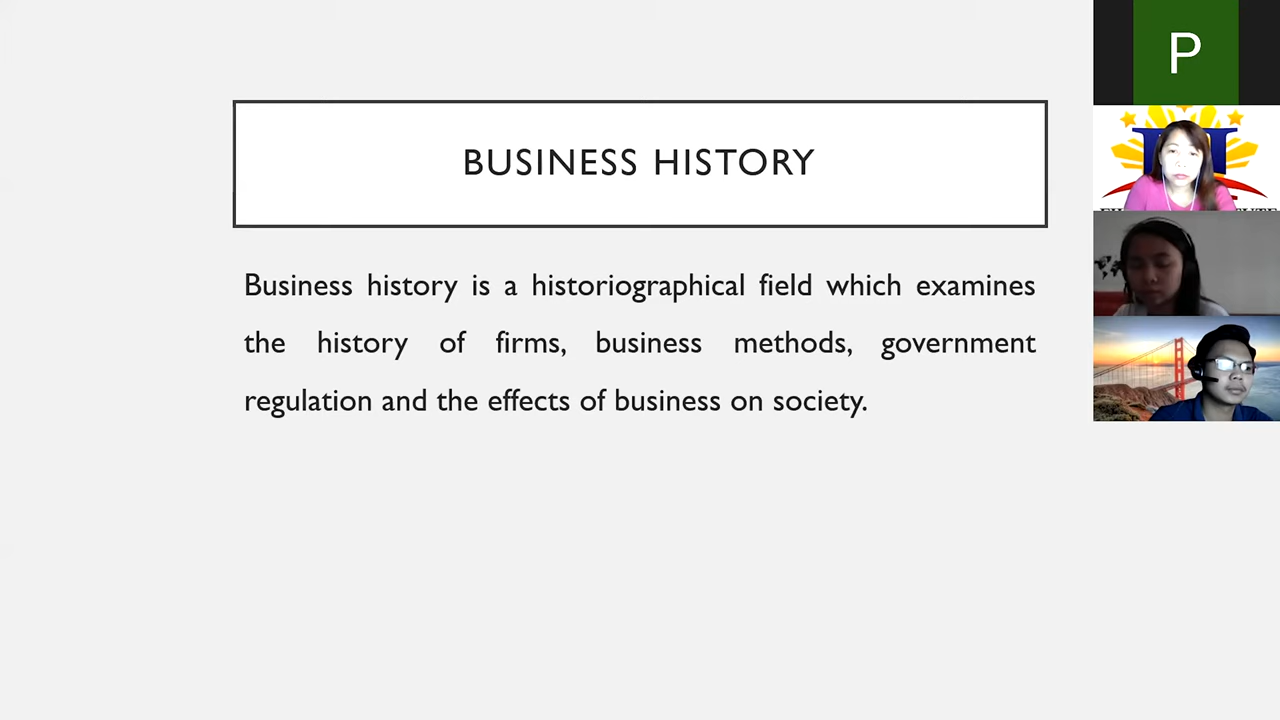 BUSINESS HISTORY
Business history is a historiographical field which examines
the history of firms, business methods, government
regulation and the effects of business on society.
P